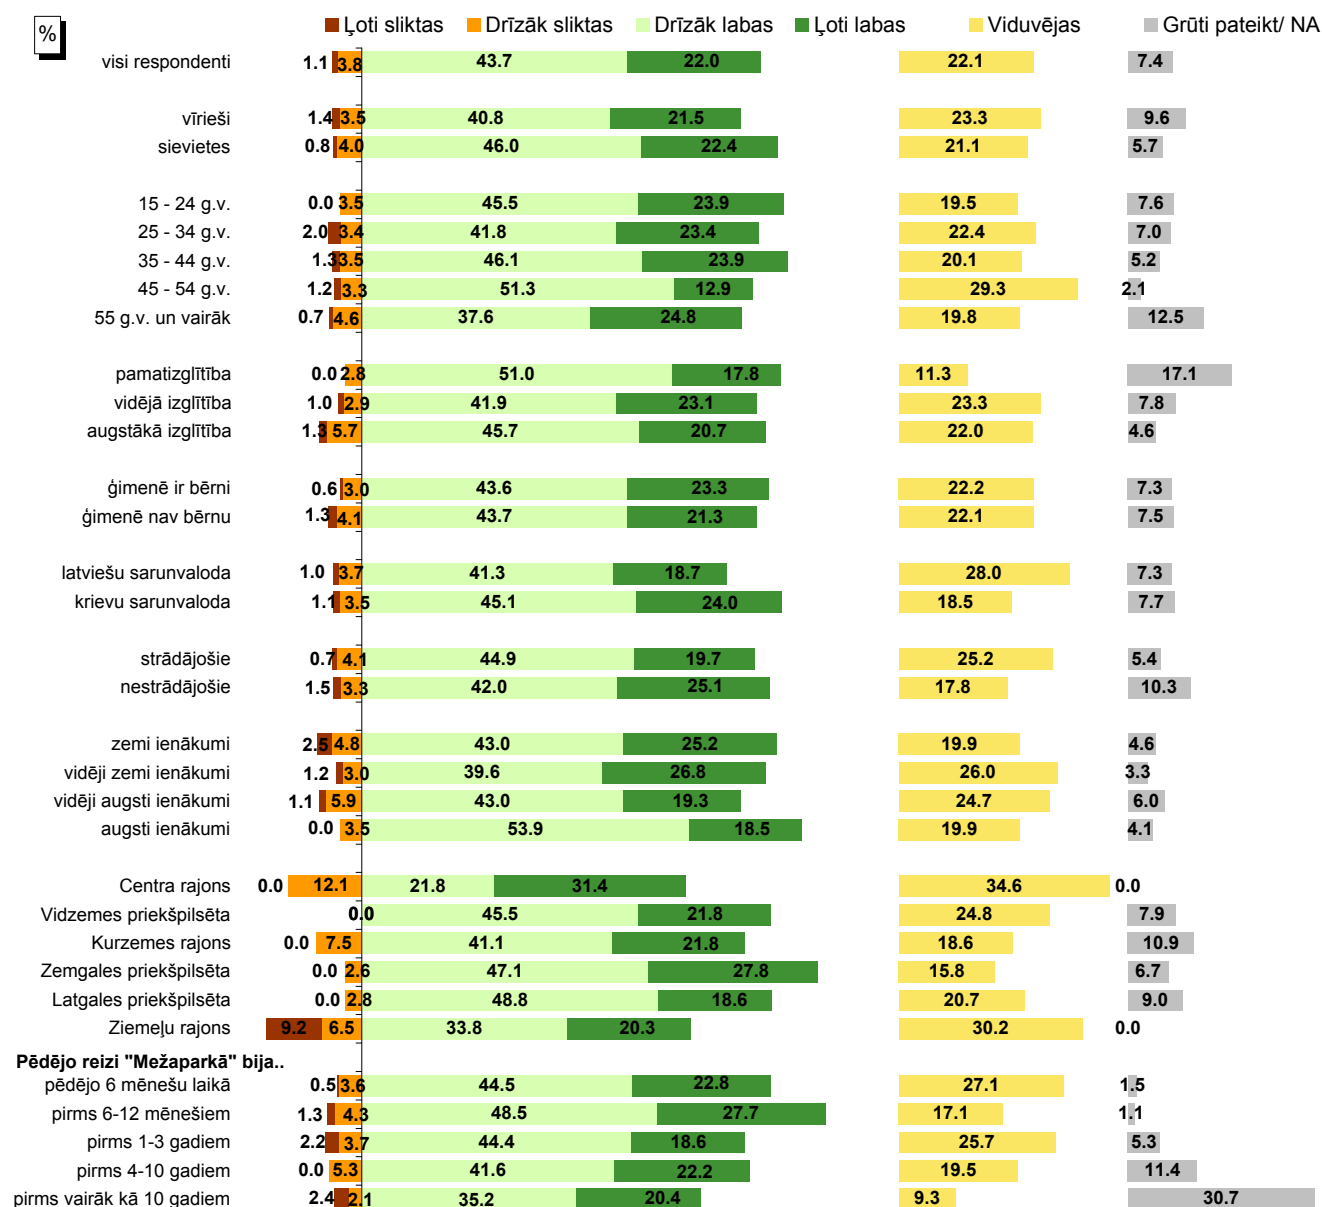 %
Ļoti sliktas Drīzāk sliktas Drīzāk labas Ļoti labas Viduvējas Grūti pateikt/ NA
visi respondenti 1.1 3.8 43.7 22.0 22.1 7.4
vīrieši 1.4 3.5 40.8 21.5 23.3 9.6
sievietes 0.8 4.0 46.0 22.4 21.1 5.7
15 - 24 g.v. 0.0 3.5 45.5 23.9 19.5 7.6
25 - 34 g.v. 2.0 3.4 41.8 23.4 22.4 7.0
35 - 44 g.v. 1.3 3.5 46.1 23.9 20.1 5.2
45 - 54 g.v. 1.2 3.3 51.3 12.9 29.3 2.1
55 g.v. un vairāk 0.7 4.6 37.6 24.8 19.8 12.5
pamatizglītība 0.0 2.8 51.0 17.8 11.3 17.1
vidējā izglītība 1.0 2.9 41.9 23.1 23.3 7.8
augstākā izglītība 1.3 5.7 45.7 20.7 22.0 4.6
ģimenē ir bērni 0.6 3.0 43.6 23.3 22.2 7.3
ģimenē nav bērnu 1.3 4.1 43.7 21.3 22.1 7.5
latviešu sarunvaloda 1.0 3.7 41.3 18.7 28.0 7.3
krievu sarunvaloda 1.1 3.5 45.1 24.0 18.5 7.7
strādājošie 0.7 4.1 44.9 19.7 25.2 5.4
nestrādājošie 1.5 3.3 42.0 25.1 17.8 10.3
zemi ienākumi 2.5 4.8 43.0 25.2 19.9 4.6
vidēji zemi ienākumi 1.2 3.0 39.6 26.8 26.0 3.3
vidēji augsti ienākumi 1.1 5.9 43.0 19.3 24.7 6.0
augsti ienākumi 0.0 3.5 53.9 18.5 19.9 4.1
Centra rajons 0.0 12.1 21.8 31.4 34.6 0.0
Vidzemes priekšpilsēta 0.0 45.5 21.8 24.8 7.9
Kurzemes rajons 0.0 7.5 41.1 21.8 18.6 10.9
Zemgales priekšpilsēta 0.0 2.6 47.1 27.8 15.8 6.7
Latgales priekšpilsēta 0.0 2.8 48.8 18.6 20.7 9.0
Ziemeļu rajons 9.2 6.5 33.8 20.3 30.2 0.0
Pēdējo reizi "Mežaparkā" bija..
pēdējo 6 mēnešu laikā 0.5 3.6 44.5 22.8 27.1 1.5
pirms 6-12 mēnešiem 1.3 4.3 48.5 27.7 17.1 1.1
pirms 1-3 gadiem 2.2 3.7 44.4 18.6 25.7 5.3
pirms 4-10 gadiem 0.0 5.3 41.6 22.2 19.5 11.4
pirms vairāk kā 10 gadiem 2.4 2.1 35.2 20.4 9.3 30.7